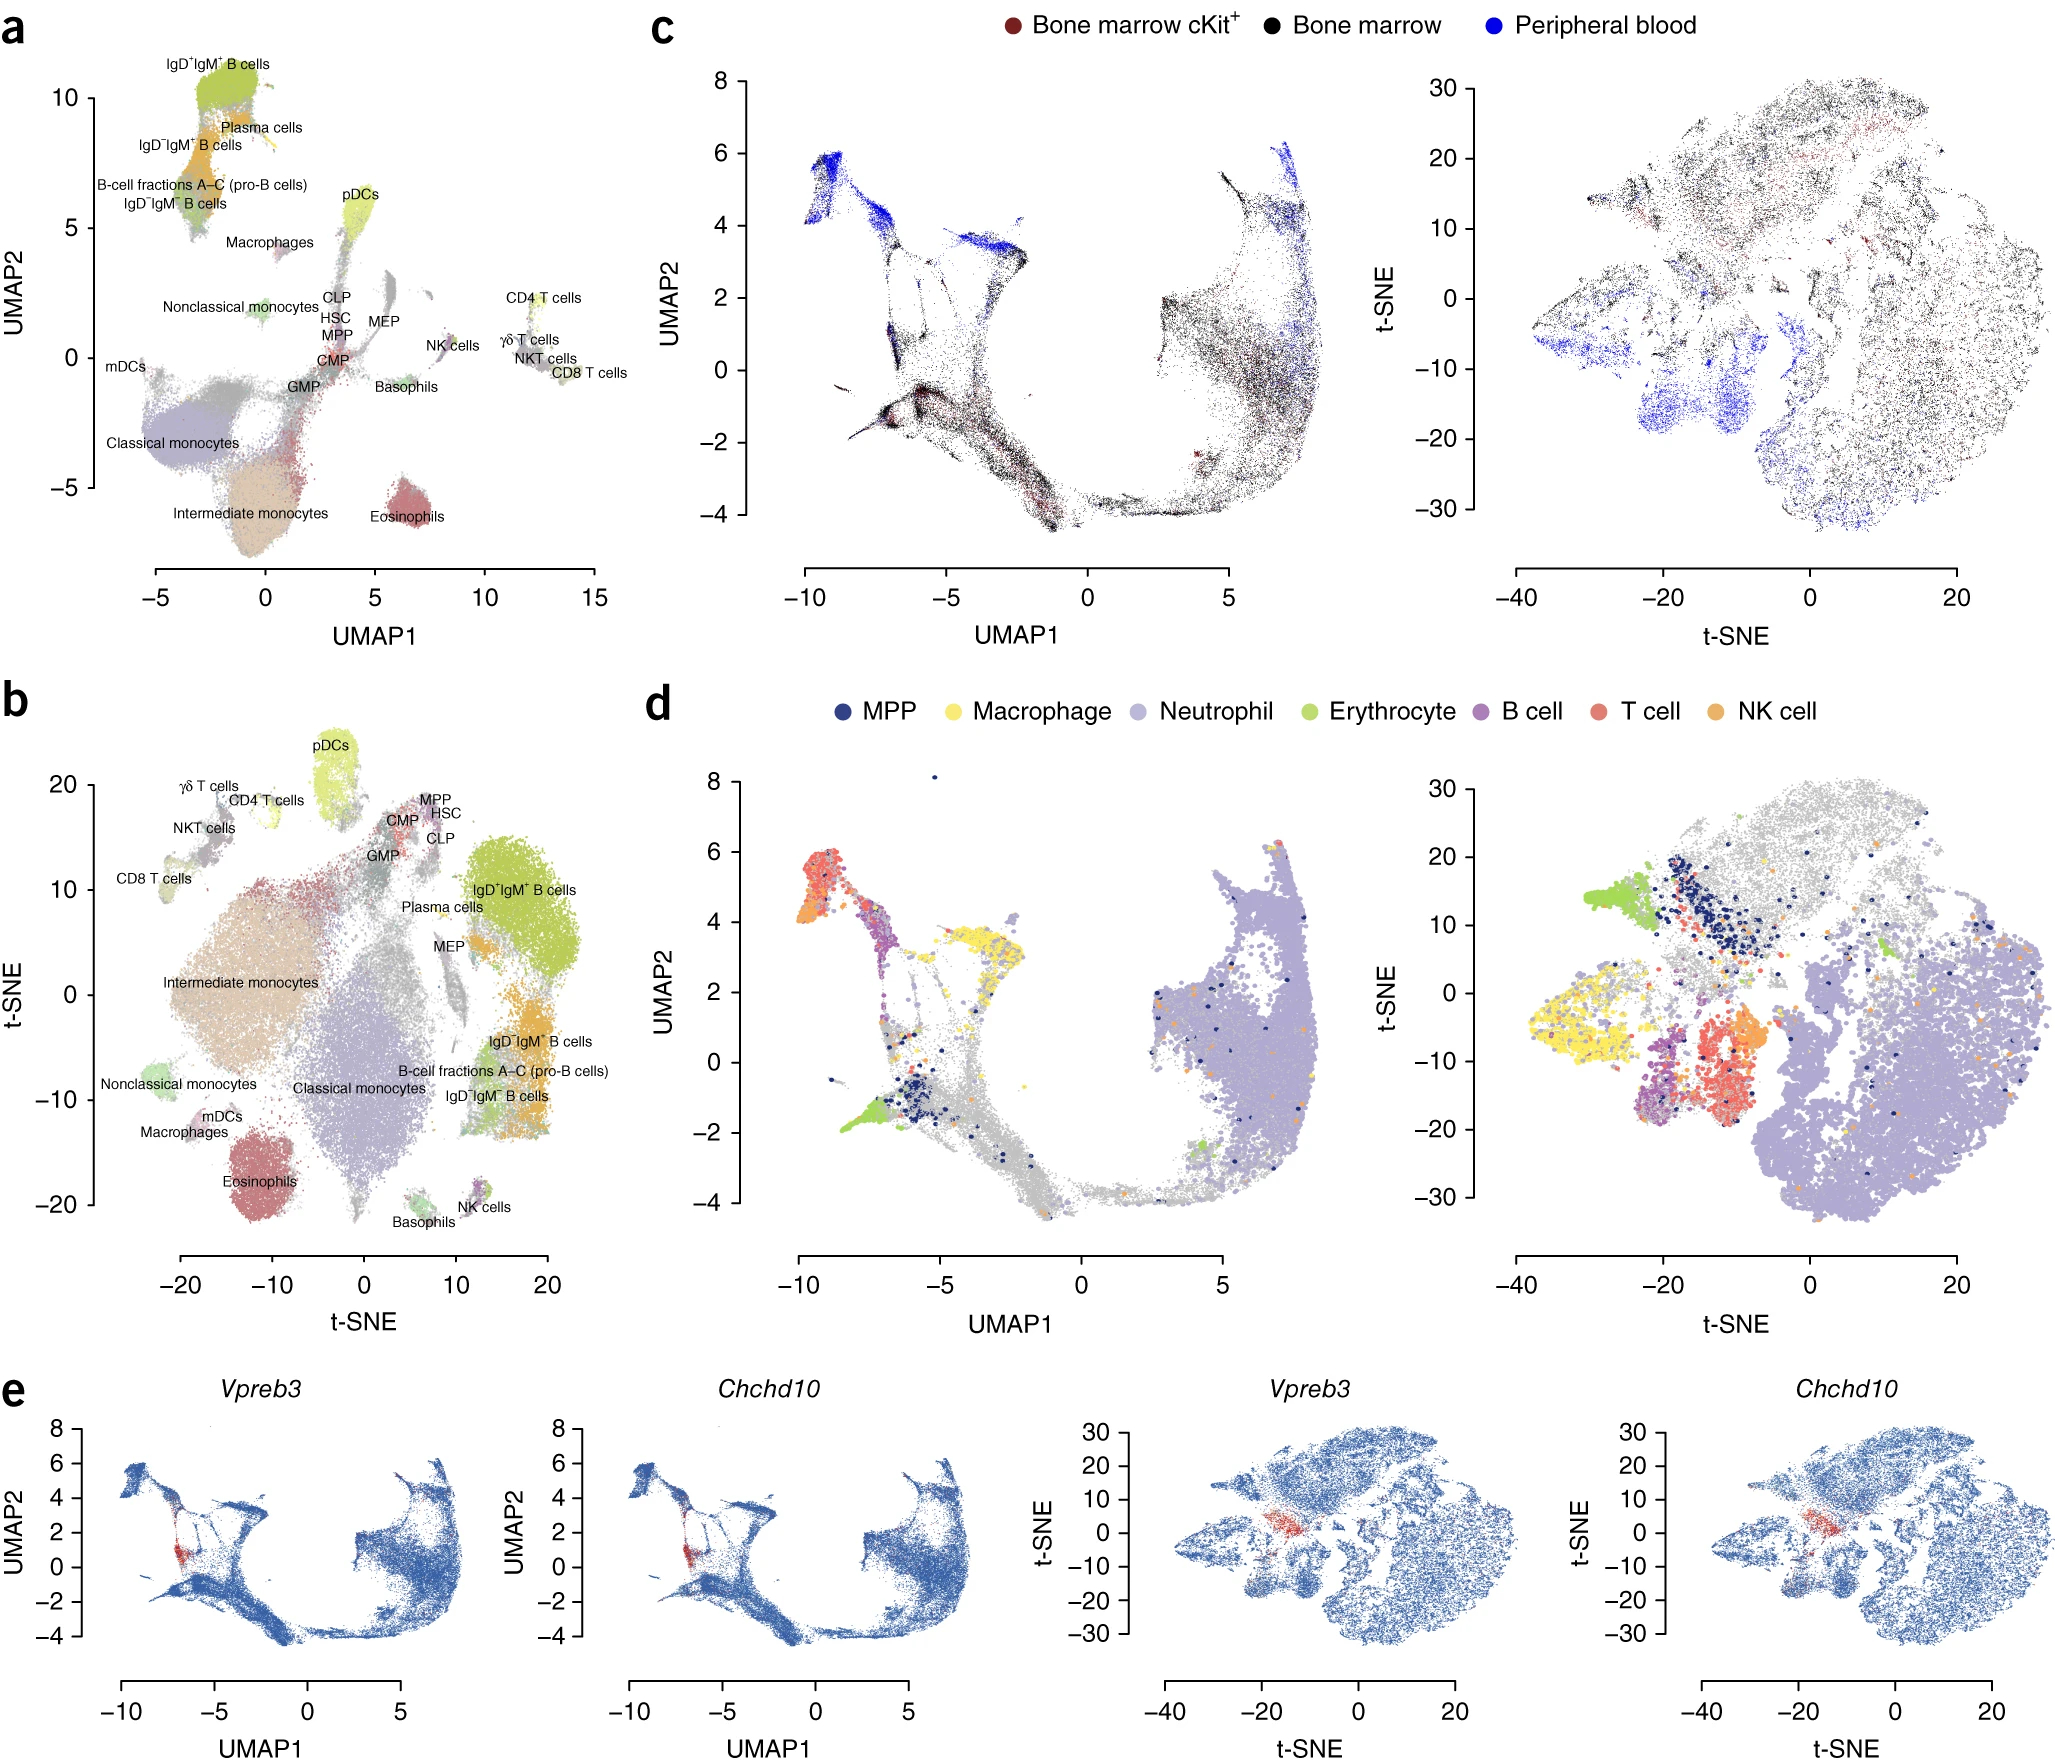 a
IgD+IgM+ B cells
Plasma cells
IgD−IgM+ B cells
B-cell fractions A–C (pro-B cells)
IgD−IgM− B cells
pDCs
Macrophages
Nonclassical monocytes
CLP
HSC
MPP
MEP
CMP
GMP
NK cells
Basophils
CD4 T cells
γδ T cells
NKT cells
CD8 T cells
mDCs
Classical monocytes
Intermediate monocytes
Eosinophils
10
5
0
−5
UMAP2
−5 0 5 10 15
UMAP1
c
Bone marrow cKit+ Bone marrow Peripheral blood
8
6
4
2
0
−2
−4
UMAP2
−10 −5 0 5
UMAP1
30
20
10
0
−10
−20
−30
t-SNE
−40 −20 0 20
t-SNE
b
pDCs
γδ T cells
CD4 T cells
NKT cells
CD8 T cells
MPP
HSC
CMP
CLP
GMP
IgD+IgM+ B cells
Plasma cells
MEP
Intermediate monocytes
IgD−IgM+ B cells
B-cell fractions A–C (pro-B cells)
Nonclassical monocytes
Classical monocytes
IgD−IgM− B cells
mDCs
Macrophages
Eosinophils
NK cells
Basophils
20
10
0
−10
−20
t-SNE
−20 −10 0 10 20
t-SNE
d
MPP Macrophage Neutrophil Erythrocyte B cell T cell NK cell
8
6
4
2
0
−2
−4
UMAP2
−10 −5 0 5
UMAP1
30
20
10
0
−10
−20
−30
t-SNE
−40 −20 0 20
t-SNE
e
Vpreb3
8
6
4
2
0
−2
−4
UMAP2
−10 −5 0 5
UMAP1
Chchd10
8
6
4
2
0
−2
−4
UMAP2
−10 −5 0 5
UMAP1
Vpreb3
30
20
10
0
−10
−20
−30
t-SNE
−40 −20 0 20
t-SNE
Chchd10
30
20
10
0
−10
−20
−30
t-SNE
−40 −20 0 20
t-SNE